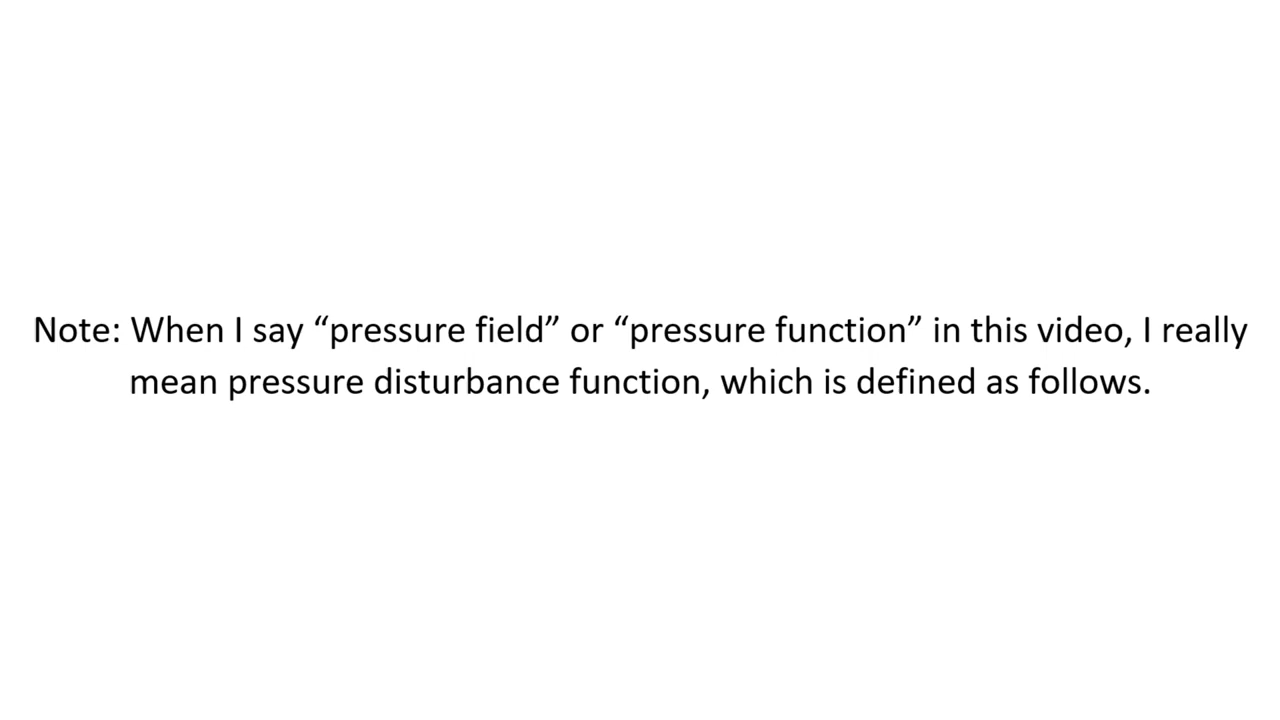 Note: When I say “pressure field” or “pressure function” in this video, I really
mean pressure disturbance function, which is defined as follows.